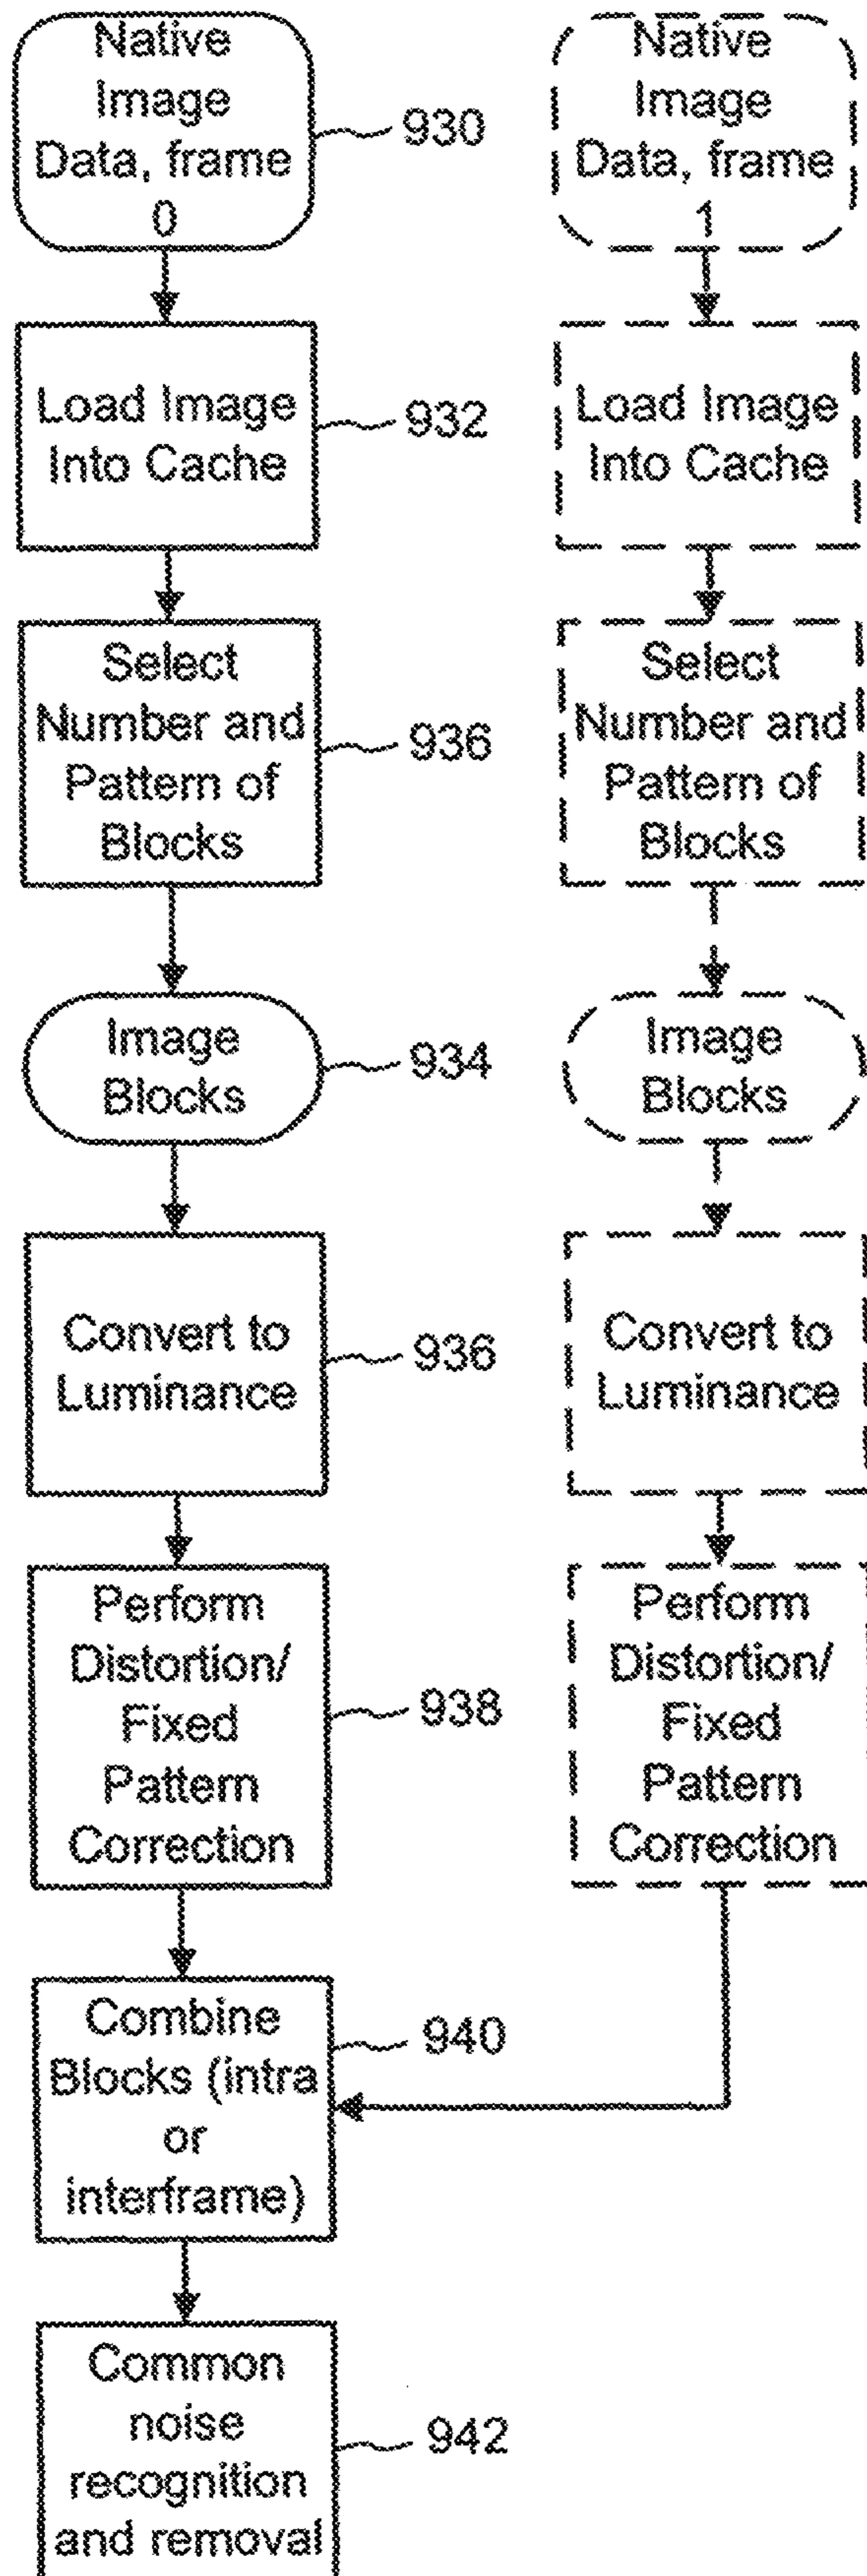 Native
Image
Data, frame
0
930
Load Image
Into Cache
932
Select
Number and
Pattern of
Blocks
936
Image
Blocks
934
Convert to
Luminance
936
Perform
Distortion/
Fixed
Pattern
Correction
938
Combine
Blocks (intra
or
interframe)
940
Common
noise
recognition
and removal
942
Native
Image
Data, frame
1
Load Image
Into Cache
Select
Number and
Pattern of
Blocks
Image
Blocks
Convert to
Luminance
Perform
Distortion/
Fixed
Pattern
Correction